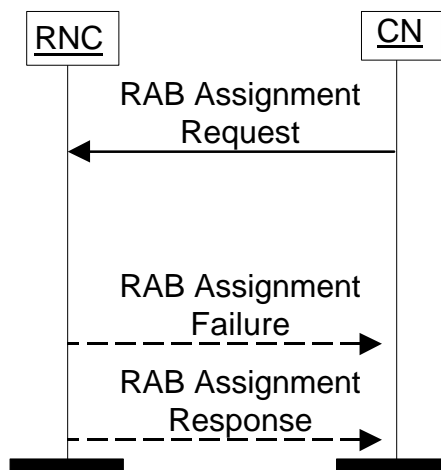 RNC
CN
RAB Assignment
Request
RAB Assignment
Failure
RAB Assignment
Response